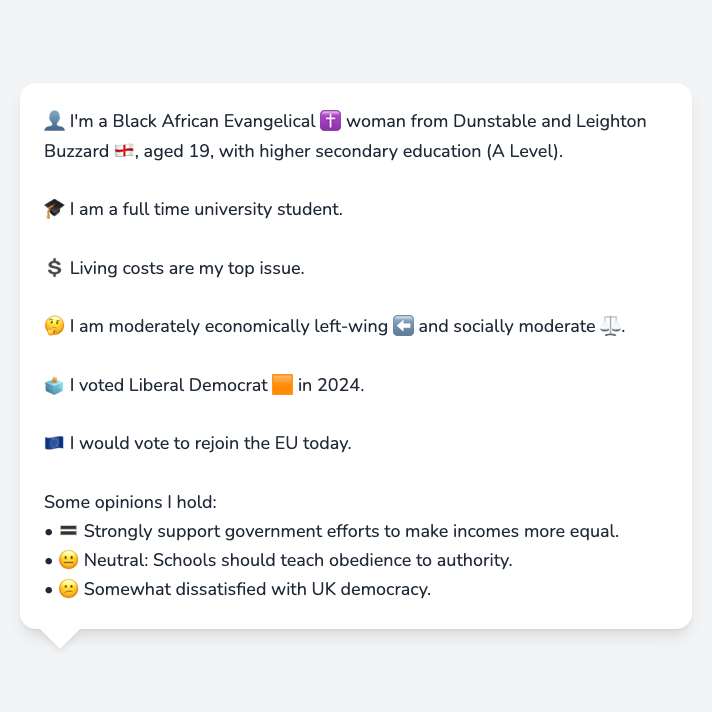 👤 I'm a Black African Evangelical ✝️ woman from Dunstable and Leighton
Buzzard 🏴󠁧󠁢󠁥󠁮󠁧󠁿, aged 19, with higher secondary education (A Level).
🎓 I am a full time university student.
💲 Living costs are my top issue.
🤔 I am moderately economically left-wing ⬅️ and socially moderate ⚖️.
🗳️ I voted Liberal Democrat 🟧 in 2024.
🇪🇺 I would vote to rejoin the EU today.
Some opinions I hold:
• 🟰 Strongly support government efforts to make incomes more equal.
• 😐 Neutral: Schools should teach obedience to authority.
• 😕 Somewhat dissatisfied with UK democracy.